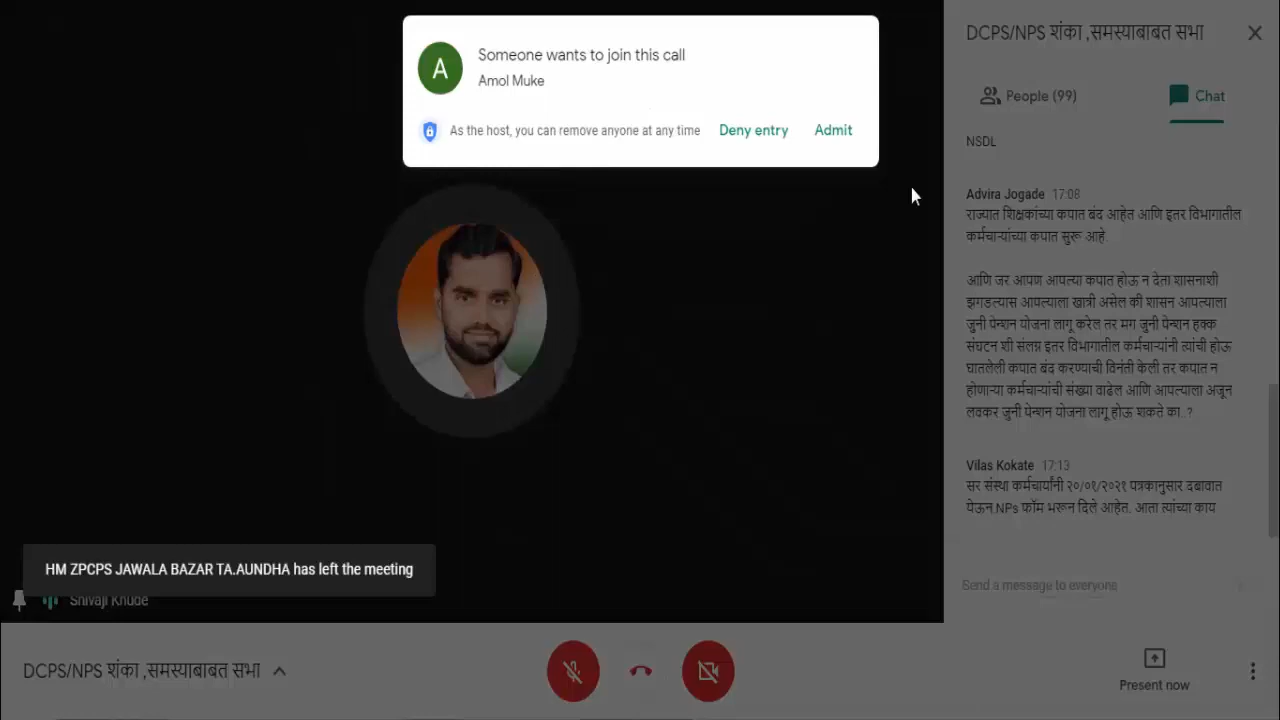 Someone wants to join this call
A
Amol Muke
As the host, you can remove anyone at any time
Deny entry
Admit
DCPS/NPS शंका ,समस्याबाबत सभा
People (99)
Chat
NSDL
Advira Jogade 17:08
राज्यात शिक्षकांच्या कपात बंद आहेत आणि इतर विभागातील
कर्मचाऱ्यांच्या कपात सुरू आहे
आणि जर आपण आपल्या कपात होऊ न देता शासनाशी
झगडल्यास आपल्याला खात्री असेल की शासन आपल्याला
जुनी पेन्शन योजना लागू करेल तर मग जुनी पेन्शन हक्क
संघटन शी संलग्न इतर विभागातील कर्मचाऱ्यांनी त्यांची होऊ
घातलेली कपात बंद करण्याची विनंती केली तर कपात न
होणाऱ्या कर्मचाऱ्यांची संख्या वाढेल आणि आपल्याला अजून
लवकर जुनी पेन्शन योजना लागू होऊ शकते का..?
Vilas Kokate 17:13
सर संस्था कर्मचार्यांनी २०/०१/२०२१ पत्रकानुसार दबावात
येऊन NPs फॉम भरून दिले आहेत. आता त्यांच्या काय
Send a message to everyone
HM ZPCPS JAWALA BAZAR TA.AUNDHA has left the meeting
Shivaji Khude
DCPS/NPS शंका ,समस्याबाबत सभा
Present now